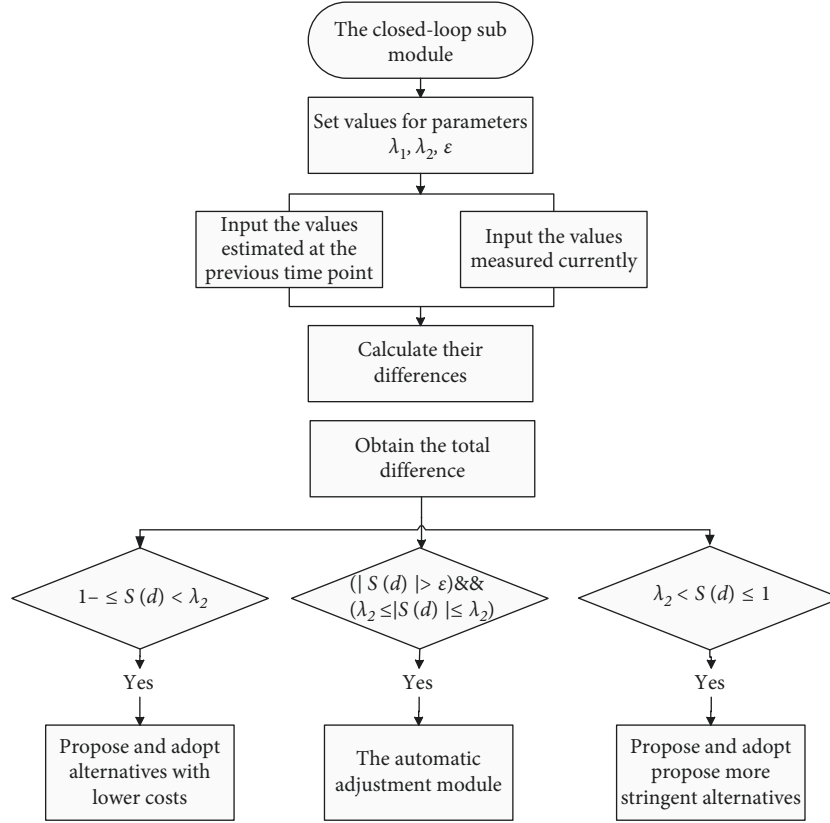 The closed-loop sub
module
Set values for parameters
λ₁, λ₂, ε
Input the values
estimated at the
previous time point
Input the values
measured currently
Calculate their
differences
Obtain the total
difference
1– ≤ S (d) < λ₂
(| S (d) |> ε)&&
(λ₂ ≤|S (d) |≤ λ₂)
λ₂ < S (d) ≤ 1
Yes
Yes
Yes
Propose and adopt
alternatives with
lower costs
The automatic
adjustment module
Propose and adopt
propose more
stringent alternatives